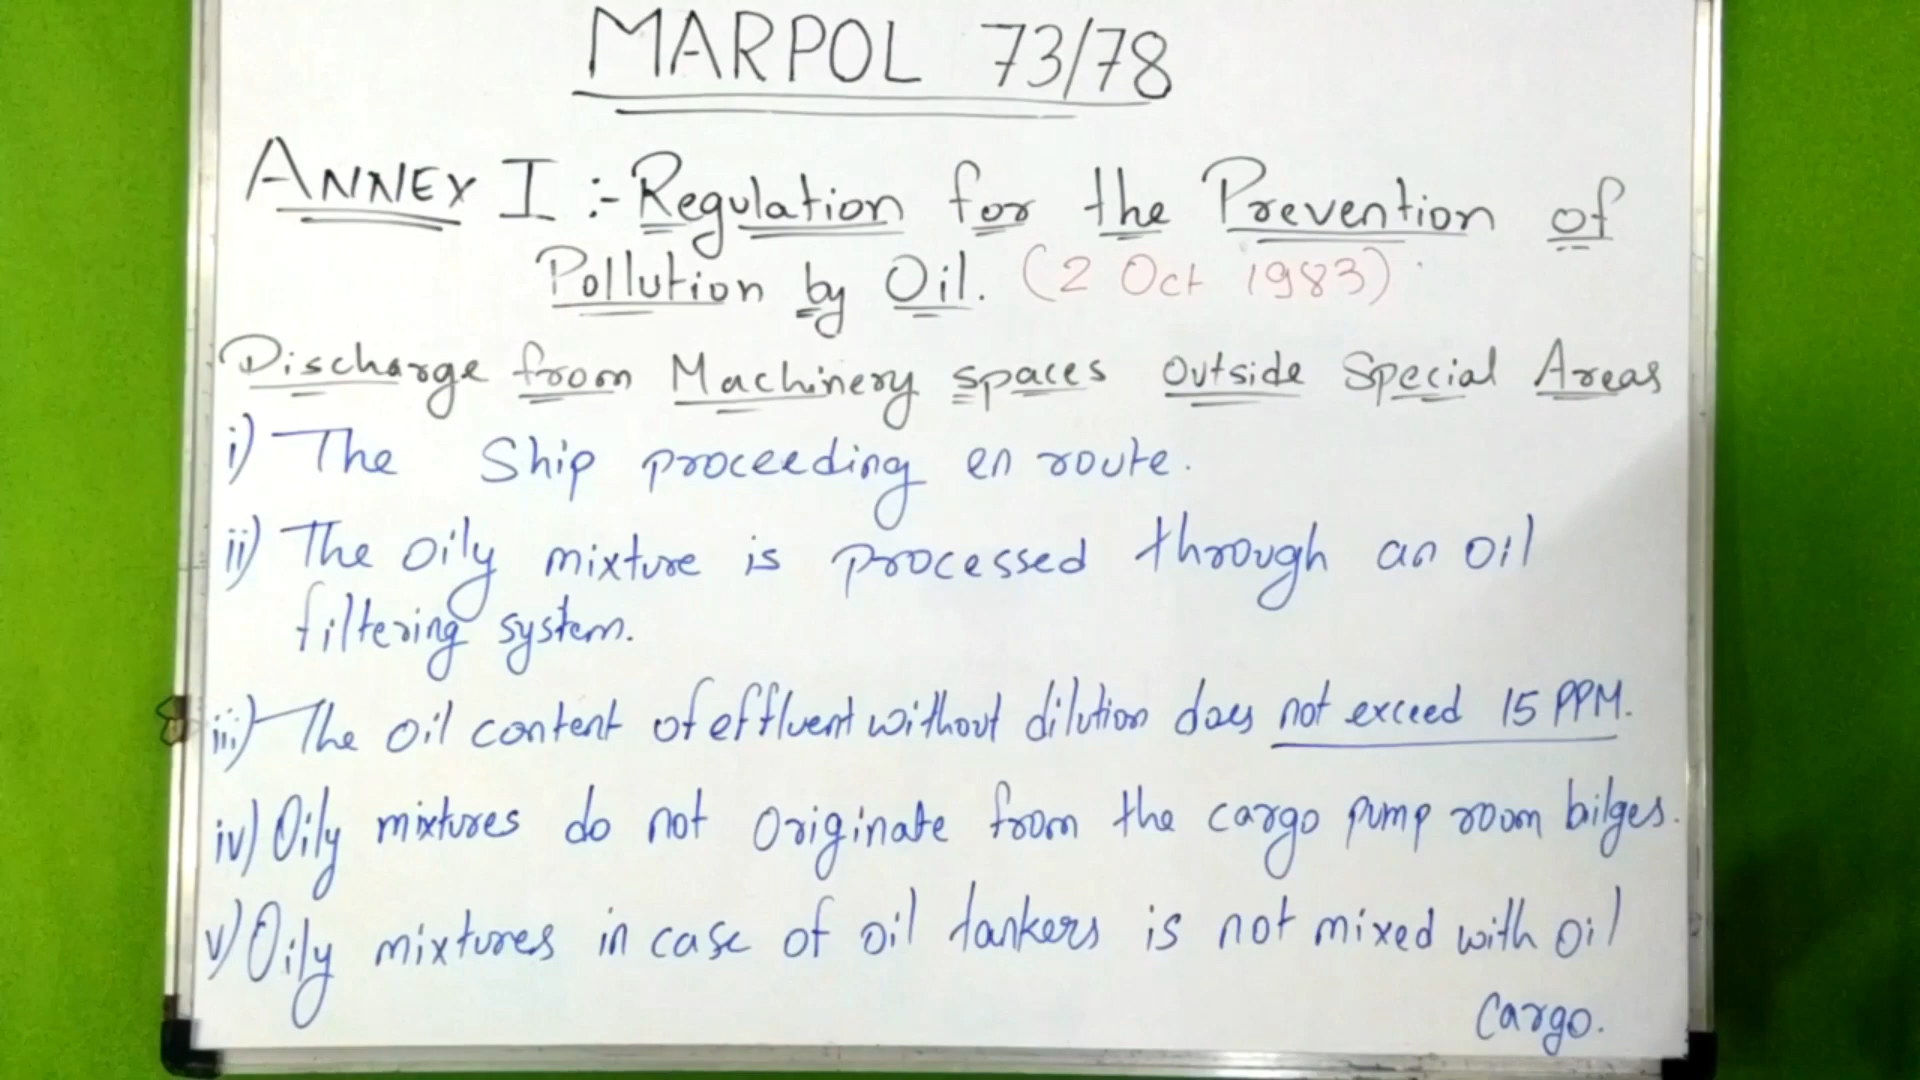 MARPOL 73/78
ANNEX I :- Regulation for the Prevention of
Pollution by Oil. (2 Oct 1983)
Discharge from Machinery spaces Outside Special Areas
i) The Ship proceeding en route.
ii) The Oily mixture is processed through an oil
filtering system.
iii) The oil content of effluent without dilution does not exceed 15 PPM.
iv) Oily mixtures do not originate from the cargo pump room bilges.
v) Oily mixtures in case of oil tankers is not mixed with oil
cargo.